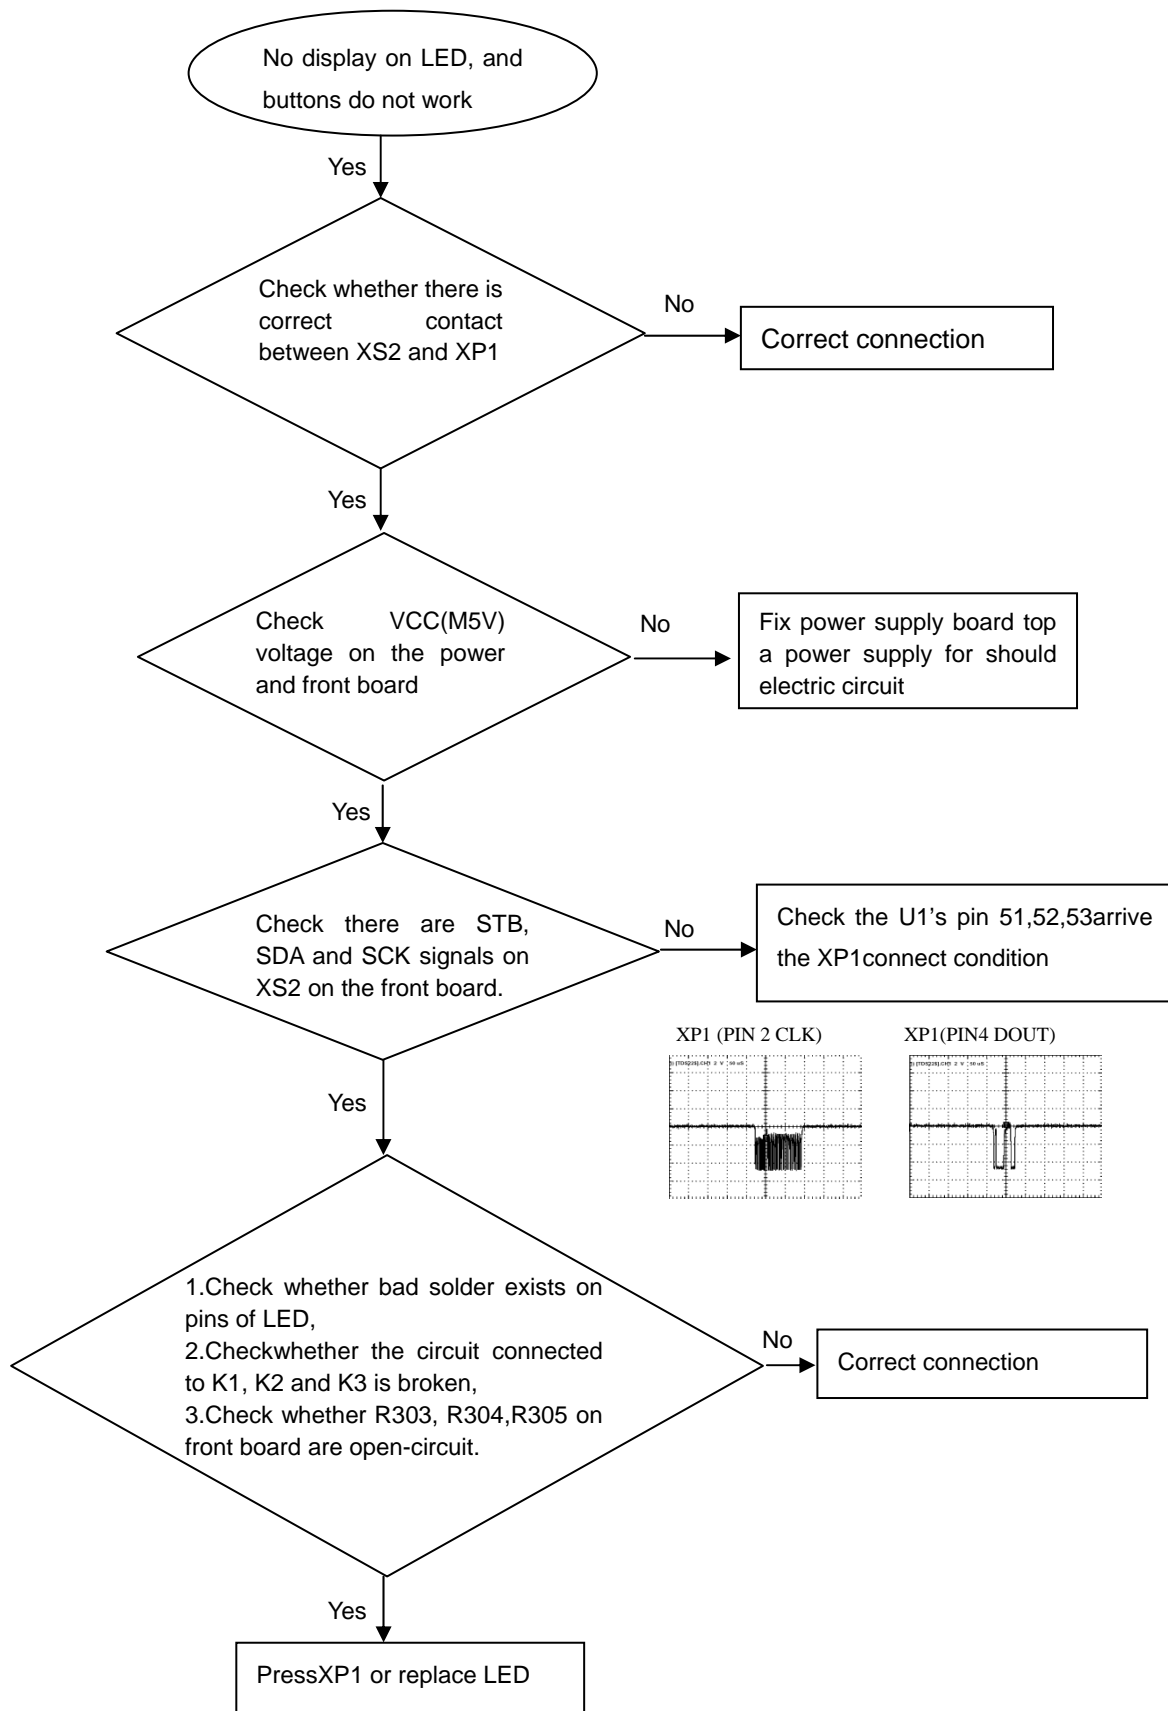 No display on LED, and
buttons do not work
Yes
Check whether there is
correct contact
between XS2 and XP1
No
Correct connection
Yes
Check VCC(M5V)
voltage on the power
and front board
No
Fix power supply board top
a power supply for should
electric circuit
Yes
Check there are STB,
SDA and SCK signals on
XS2 on the front board.
No
Check the U1's pin 51,52,53arrive
the XP1connect condition
XP1 (PIN 2 CLK)
XP1(PIN4 DOUT)
Yes
1.Check whether bad solder exists on
pins of LED,
2.Checkwhether the circuit connected
to K1, K2 and K3 is broken,
3.Check whether R303, R304,R305 on
front board are open-circuit.
No
Correct connection
Yes
PressXP1 or replace LED